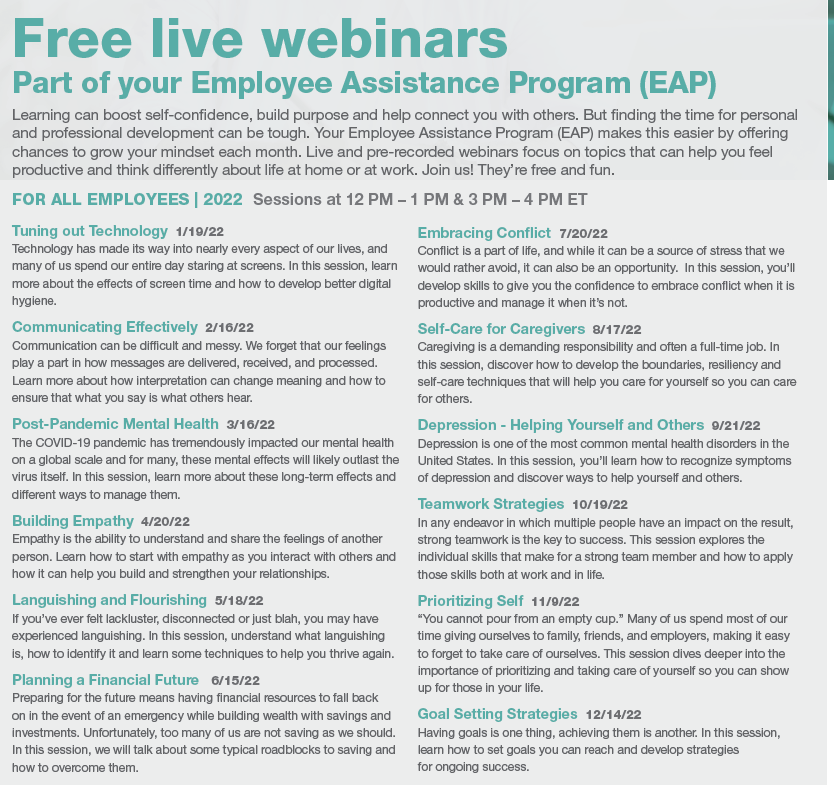 Free live webinars
Part of your Employee Assistance Program (EAP)
Learning can boost self-confidence, build purpose and help connect you with others. But finding the time for personal
and professional development can be tough. Your Employee Assistance Program (EAP) makes this easier by offering
chances to grow your mindset each month. Live and pre-recorded webinars focus on topics that can help you feel
productive and think differently about life at home or at work. Join us! They're free and fun.
FOR ALL EMPLOYEES | 2022 Sessions at 12 PM – 1 PM & 3 PM – 4 PM ET
Tuning out Technology 1/19/22
Technology has made its way into nearly every aspect of our lives, and
many of us spend our entire day staring at screens. In this session, learn
more about the effects of screen time and how to develop better digital
hygiene.
Communicating Effectively 2/16/22
Communication can be difficult and messy. We forget that our feelings
play a part in how messages are delivered, received, and processed.
Learn more about how interpretation can change meaning and how to
ensure that what you say is what others hear.
Post-Pandemic Mental Health 3/16/22
The COVID-19 pandemic has tremendously impacted our mental health
on a global scale and for many, these mental effects will likely outlast the
virus itself. In this session, learn more about these long-term effects and
different ways to manage them.
Building Empathy 4/20/22
Empathy is the ability to understand and share the feelings of another
person. Learn how to start with empathy as you interact with others and
how it can help you build and strengthen your relationships.
Languishing and Flourishing 5/18/22
If you've ever felt lackluster, disconnected or just blah, you may have
experienced languishing. In this session, understand what languishing
is, how to identify it and learn some techniques to help you thrive again.
Planning a Financial Future 6/15/22
Preparing for the future means having financial resources to fall back
on in the event of an emergency while building wealth with savings and
investments. Unfortunately, too many of us are not saving as we should.
In this session, we will talk about some typical roadblocks to saving and
how to overcome them.
Embracing Conflict 7/20/22
Conflict is a part of life, and while it can be a source of stress that we
would rather avoid, it can also be an opportunity. In this session, you'll
develop skills to give you the confidence to embrace conflict when it is
productive and manage it when it's not.
Self-Care for Caregivers 8/17/22
Caregiving is a demanding responsibility and often a full-time job. In
this session, discover how to develop the boundaries, resiliency and
self-care techniques that will help you care for yourself so you can care
for others.
Depression - Helping Yourself and Others 9/21/22
Depression is one of the most common mental health disorders in the
United States. In this session, you'll learn how to recognize symptoms
of depression and discover ways to help yourself and others.
Teamwork Strategies 10/19/22
In any endeavor in which multiple people have an impact on the result,
strong teamwork is the key to success. This session explores the
individual skills that make for a strong team member and how to apply
those skills both at work and in life.
Prioritizing Self 11/9/22
“You cannot pour from an empty cup.” Many of us spend most of our
time giving ourselves to family, friends, and employers, making it easy
to forget to take care of ourselves. This session dives deeper into the
importance of prioritizing and taking care of yourself so you can show
up for those in your life.
Goal Setting Strategies 12/14/22
Having goals is one thing, achieving them is another. In this session,
learn how to set goals you can reach and develop strategies
for ongoing success.